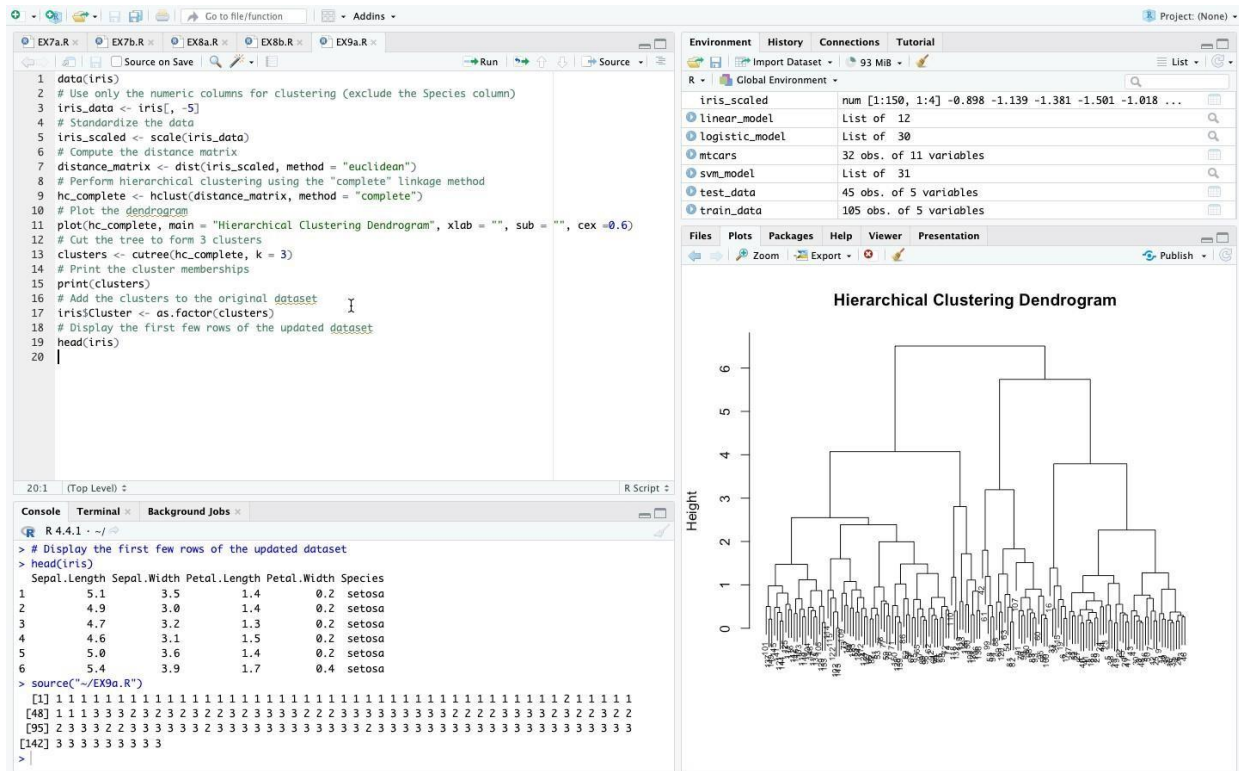 Go to file/function
Addins
Project: (None)
EX7a.R
EX7b.R
EX8a.R
EX8b.R
EX9a.R
Source on Save
Run
Source
1 data(iris)
2 # Use only the numeric columns for clustering (exclude the Species column)
3 iris_data <- iris[, -5]
4 # Standardize the data
5 iris_scaled <- scale(iris_data)
6 # Compute the distance matrix
7 distance_matrix <- dist(iris_scaled, method = "euclidean")
8 # Perform hierarchical clustering using the "complete" linkage method
9 hc_complete <- hclust(distance_matrix, method = "complete")
10 # Plot the dendrogram
11 plot(hc_complete, main = "Hierarchical Clustering Dendrogram", xlab = "", sub = "", cex =0.6)
12 # Cut the tree to form 3 clusters
13 clusters <- cutree(hc_complete, k = 3)
14 # Print the cluster memberships
15 print(clusters)
16 # Add the clusters to the original dataset
17 iris$Cluster <- as.factor(clusters)
18 # Display the first few rows of the updated dataset
19 head(iris)
20
20:1 (Top Level) R Script
Console Terminal Background Jobs
R 4.4.1 · ~/
> # Display the first few rows of the updated dataset
> head(iris)
Sepal.Length Sepal.Width Petal.Length Petal.Width Species
1 5.1 3.5 1.4 0.2 setosa
2 4.9 3.0 1.4 0.2 setosa
3 4.7 3.2 1.3 0.2 setosa
4 4.6 3.1 1.5 0.2 setosa
5 5.0 3.6 1.4 0.2 setosa
6 5.4 3.9 1.7 0.4 setosa
> source("~/EX9a.R")
[1] 1 1 1 1 1 1 1 1 1 1 1 1 1 1 1 1 1 1 1 1 1 1 1 1 1 1 1 1 1 1 1 1 1 1 1 1 1 1 1 1 1 2 1 1 1 1 1
[48] 1 1 1 3 3 3 2 3 2 3 2 3 2 2 3 2 3 3 3 3 2 2 2 3 3 3 3 3 3 3 3 3 2 2 2 2 3 3 3 3 2 3 2 2 3 2 2
[95] 2 3 3 3 2 2 3 3 3 3 3 3 2 3 3 3 3 3 3 3 3 3 3 3 3 2 3 3 3 3 3 3 3 3 3 3 3 3 3 3 3 3 3 3 3 3 3
[142] 3 3 3 3 3 3 3 3 3
>
Environment History Connections Tutorial
Import Dataset 93 MiB List
R Global Environment
iris_scaled num [1:150, 1:4] -0.898 -1.139 -1.381 -1.501 -1.018 ...
linear_model List of 12
logistic_model List of 30
mtcars 32 obs. of 11 variables
svm_model List of 31
test_data 45 obs. of 5 variables
train_data 105 obs. of 5 variables
Files Plots Packages Help Viewer Presentation
Zoom Export Publish
Hierarchical Clustering Dendrogram
Height
6
5
4
3
2
1
0
42
61
107
16